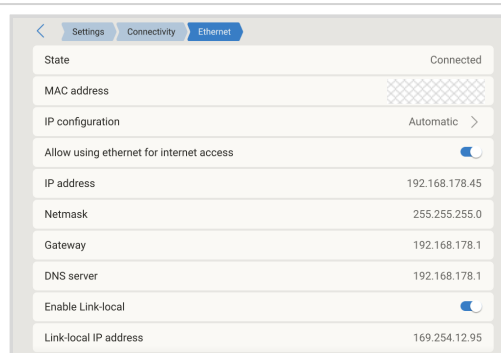 Settings Connectivity Ethernet
State Connected
MAC address
IP configuration Automatic
Allow using ethernet for internet access
IP address 192.168.178.45
Netmask 255.255.255.0
Gateway 192.168.178.1
DNS server 192.168.178.1
Enable Link-local
Link-local IP address 169.254.12.95